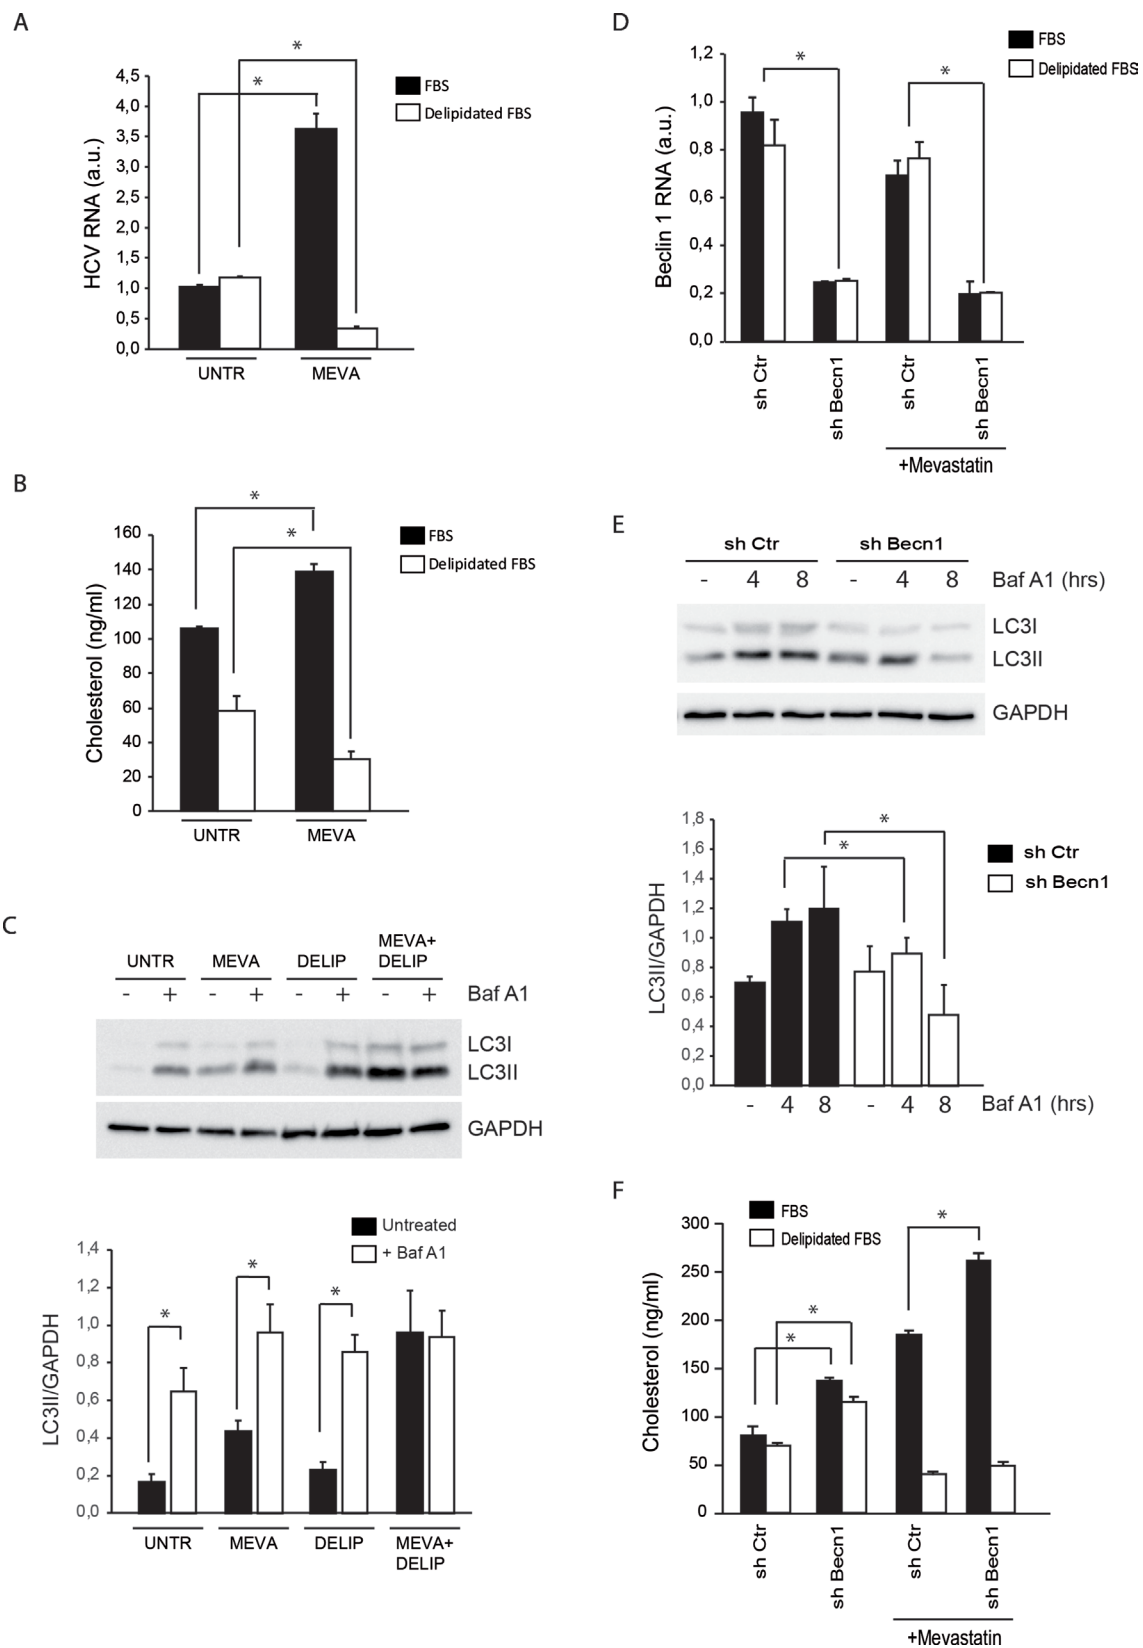 A
*
*
4,5
4,0
3,5
3,0
2,5
2,0
1,5
1,0
0,5
0,0
HCV RNA (a.u.)
FBS
Delipidated FBS
UNTR MEVA
B
*
*
160
140
120
100
80
60
40
20
0
Cholesterol (ng/ml)
FBS
Delipidated FBS
UNTR MEVA
C
UNTR MEVA DELIP MEVA+
DELIP
- + - + - + - + Baf A1
LC3I
LC3II
GAPDH
Untreated
+ Baf A1
1,4
1,2
1,0
0,8
0,6
0,4
0,2
0,0
LC3II/GAPDH
*
*
*
UNTR MEVA DELIP MEVA+
DELIP
D
FBS
Delipidated FBS
1,2
1,0
0,8
0,6
0,4
0,2
0,0
Beclin 1 RNA (a.u.)
*
*
sh Ctr
sh Becn1
sh Ctr
sh Becn1
+Mevastatin
E
sh Ctr sh Becn1
- 4 8 - 4 8 Baf A1 (hrs)
LC3I
LC3II
GAPDH
1,8
1,6
1,4
1,2
1,0
0,8
0,6
0,4
0,2
0,0
LC3II/GAPDH
*
*
sh Ctr
sh Becn1
- 4 8 - 4 8 Baf A1 (hrs)
F
FBS
Delipidated FBS
300
250
200
150
100
50
0
Cholesterol (ng/ml)
*
*
*
sh Ctr
sh Becn1
sh Ctr
sh Becn1
+Mevastatin